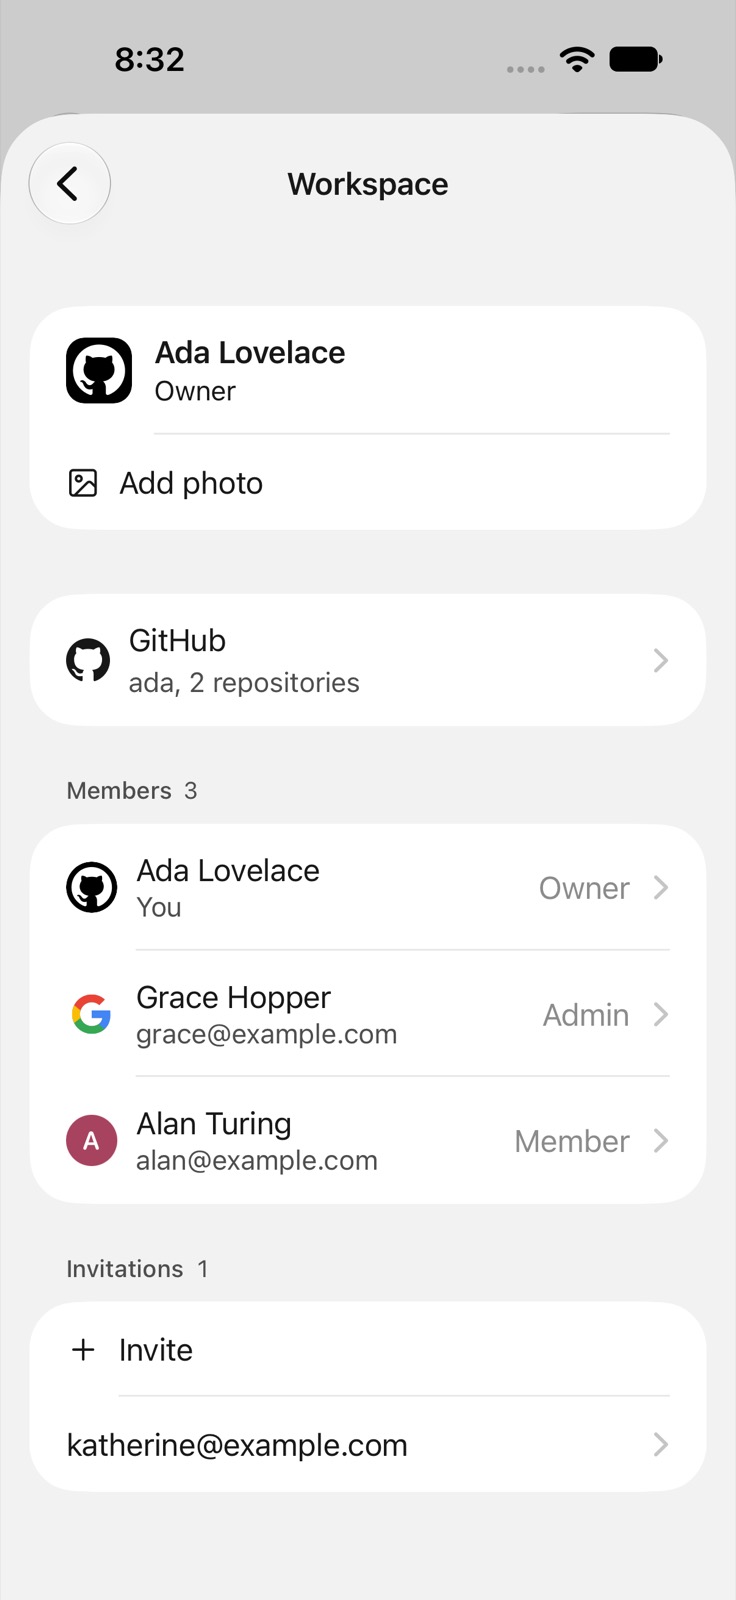 8:32
Workspace
Ada Lovelace
Owner
Add photo
GitHub
ada, 2 repositories
Members 3
Ada Lovelace
You
Owner
Grace Hopper
grace@example.com
Admin
A
Alan Turing
alan@example.com
Member
Invitations 1
Invite
katherine@example.com